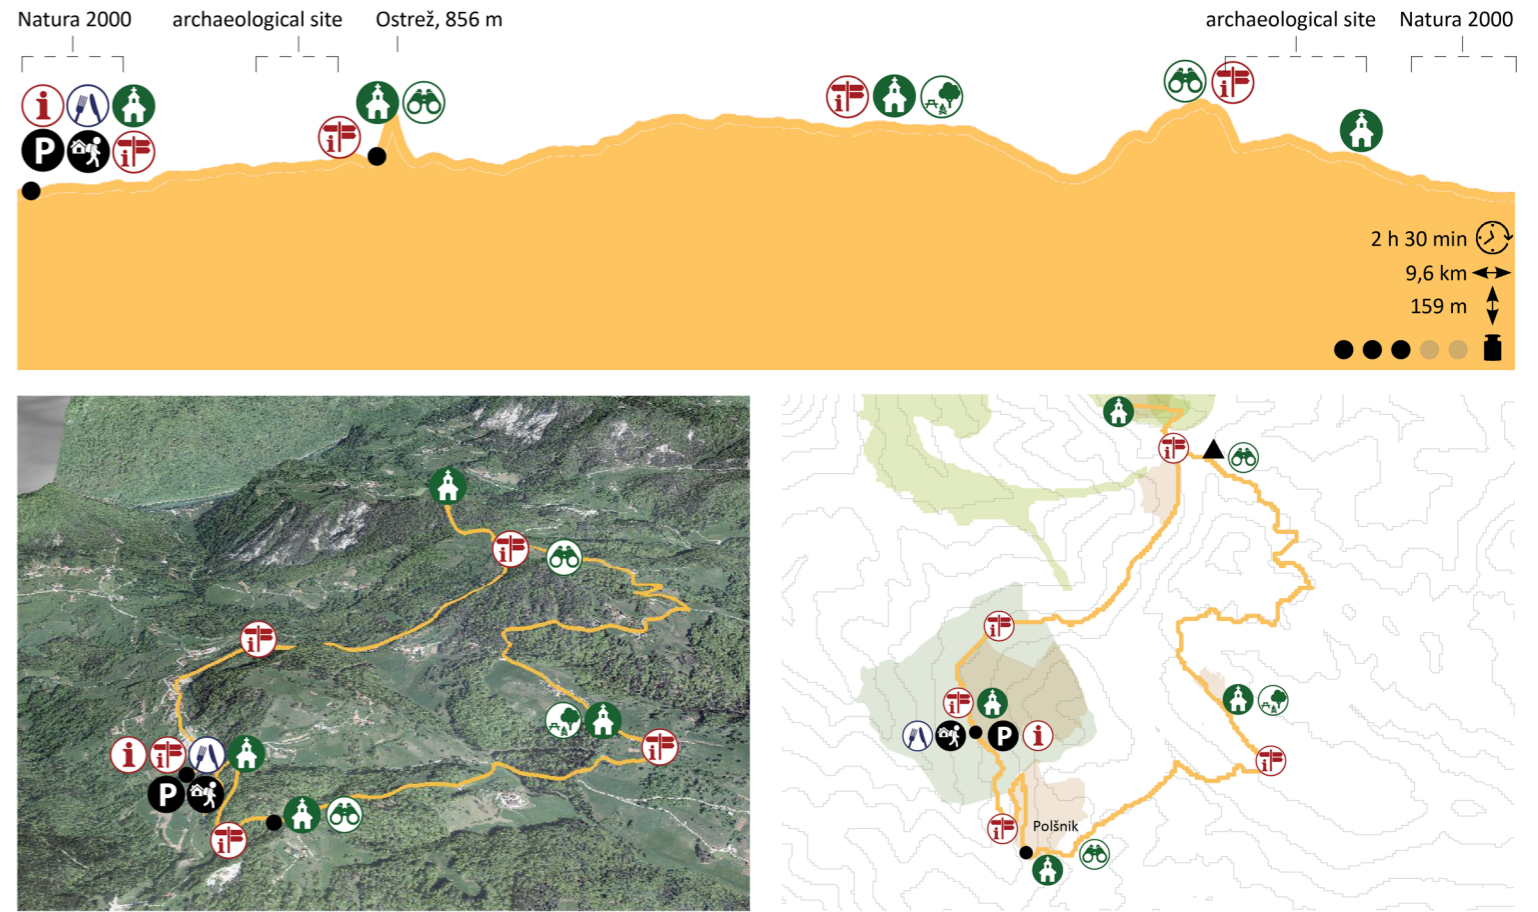 Natura 2000
archaeological site
Ostrež, 856 m
archaeological site
Natura 2000
i
i
P
i
i
i
i
2 h 30 min
9,6 km
159 m
i
i
i
i
i
i
P
i
i
i
P
i
i
i
Polšnik